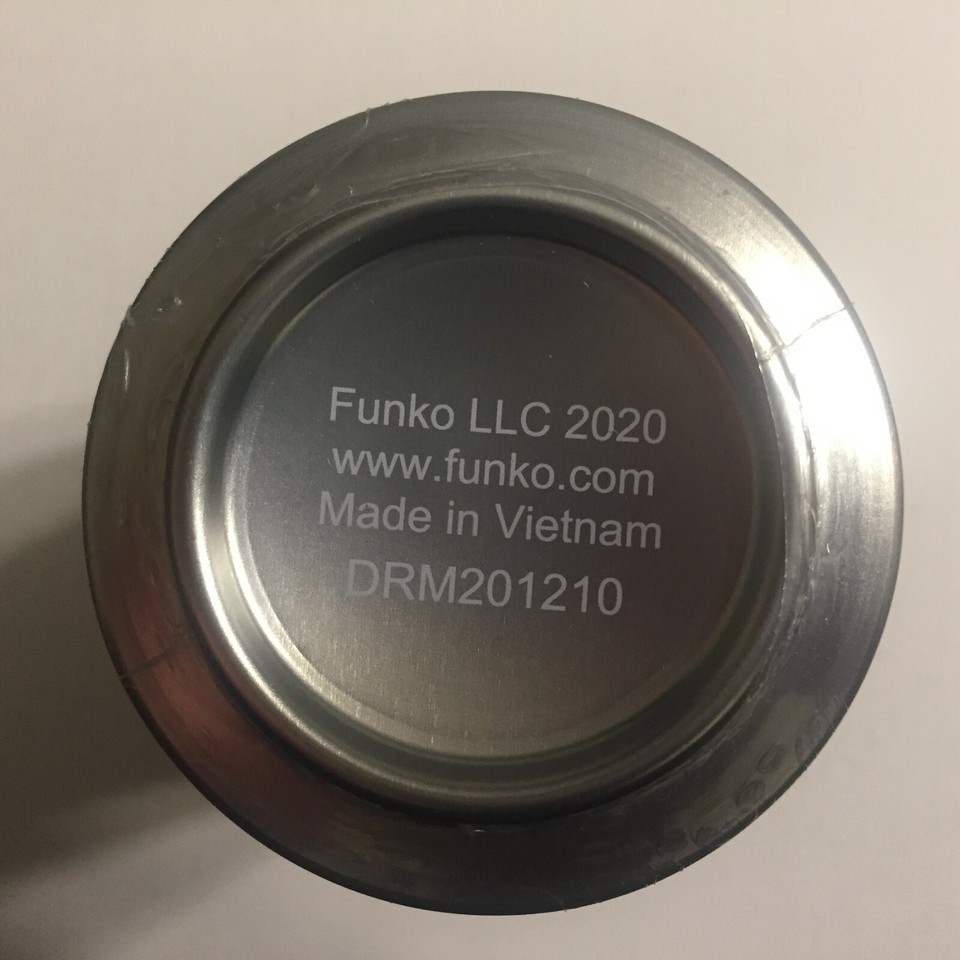 Funko LLC 2020
www.funko.com
Made in Vietnam
DRM201210